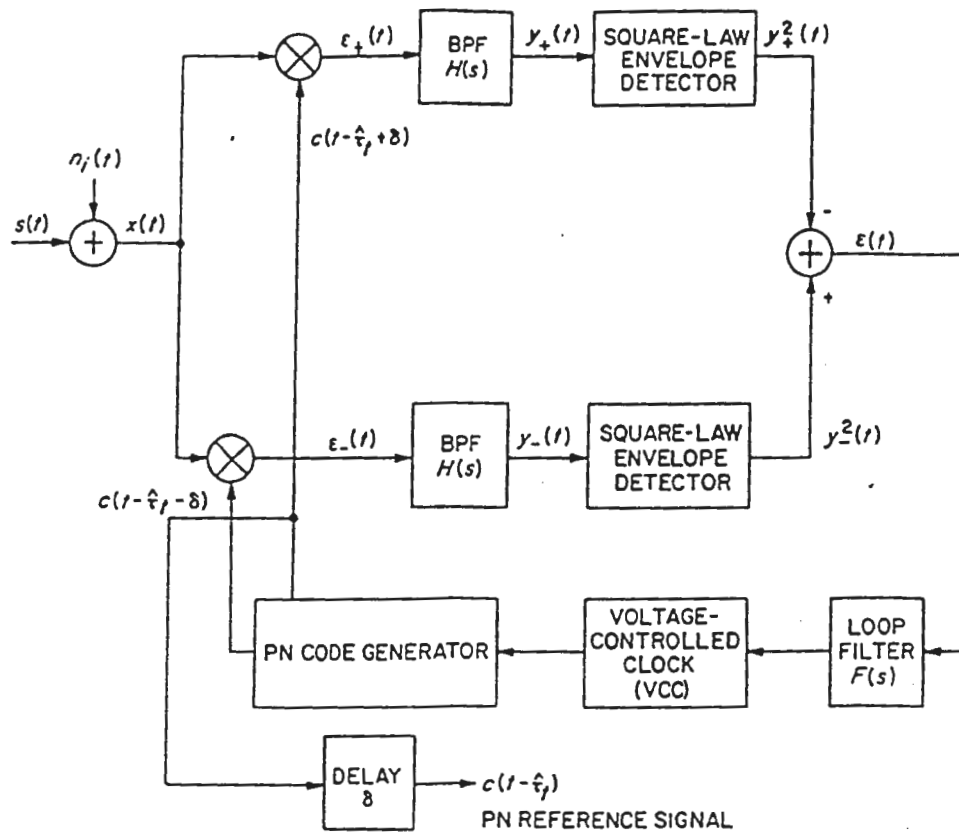 ε₊(t)
BPF
H(s)
y₊(t)
SQUARE-LAW
ENVELOPE
DETECTOR
y₊²(t)
c(t-τ̂ₜ+δ)
nᵢ(t)
s(t)
+
x(t)
-
+
ε(t)
+
ε₋(t)
BPF
H(s)
y₋(t)
SQUARE-LAW
ENVELOPE
DETECTOR
y₋²(t)
c(t-τ̂ₜ-δ)
PN CODE GENERATOR
VOLTAGE-
CONTROLLED
CLOCK
(VCC)
LOOP
FILTER
F(s)
DELAY
δ
c(t-τ̂ₜ)
PN REFERENCE SIGNAL